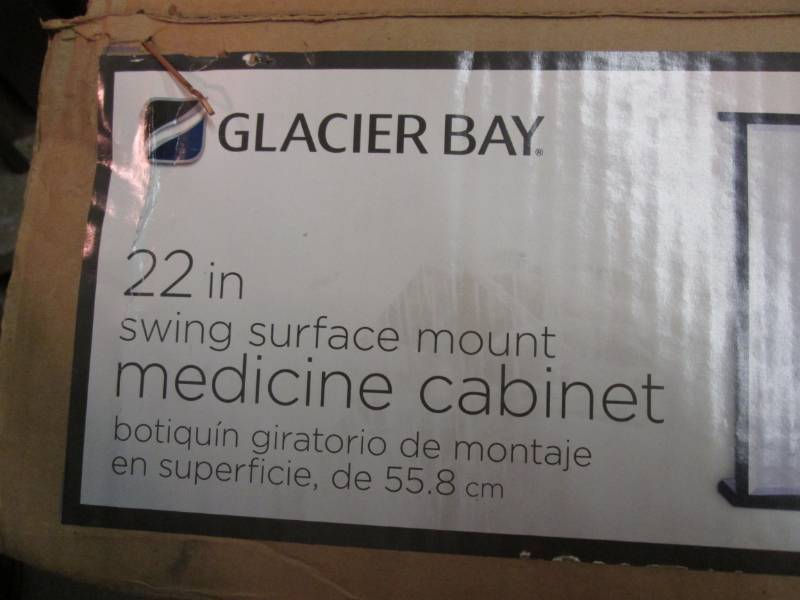 GLACIER BAY®
22 in
swing surface mount
medicine cabinet
botiquín giratorio de montaje
en superficie, de 55.8 cm